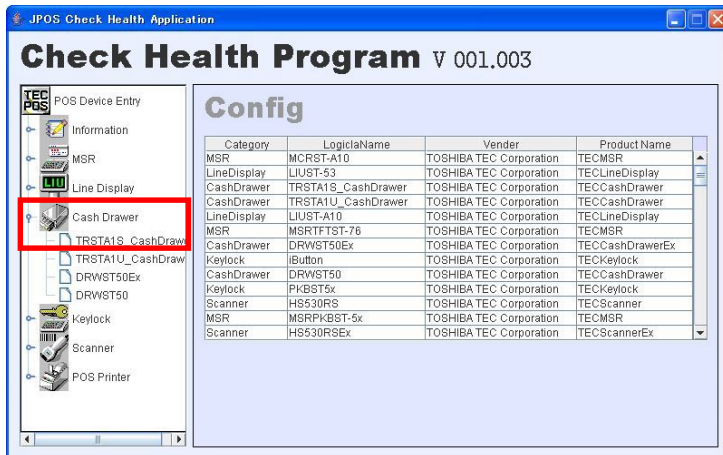 JPOS Check Health Application
Check Health Program V 001.003
TEC POS
POS Device Entry
Information
MSR
LIU
Line Display
Cash Drawer
TRSTA1S_CashDraw
TRSTA1U_CashDraw
DRWST50Ex
DRWST50
Keylock
Scanner
POS Printer
Config
Category LogiclaName Vender Product Name
MSR MCRST-A10 TOSHIBA TEC Corporation TECMSR
LineDisplay LIUST-53 TOSHIBA TEC Corporation TECLineDisplay
CashDrawer TRSTA1S_CashDrawer TOSHIBA TEC Corporation TECCashDrawer
CashDrawer TRSTA1U_CashDrawer TOSHIBA TEC Corporation TECCashDrawer
LineDisplay LIUST-A10 TOSHIBA TEC Corporation TECLineDisplay
MSR MSRTFTST-76 TOSHIBA TEC Corporation TECMSR
CashDrawer DRWST50Ex TOSHIBA TEC Corporation TECCashDrawerEx
Keylock iButton TOSHIBA TEC Corporation TECKeylock
CashDrawer DRWST50 TOSHIBA TEC Corporation TECCashDrawer
Keylock PKBST5x TOSHIBA TEC Corporation TECKeylock
Scanner HS530RS TOSHIBA TEC Corporation TECScanner
MSR MSRPKBST-5x TOSHIBA TEC Corporation TECMSR
Scanner HS530RSEx TOSHIBA TEC Corporation TECScannerEx